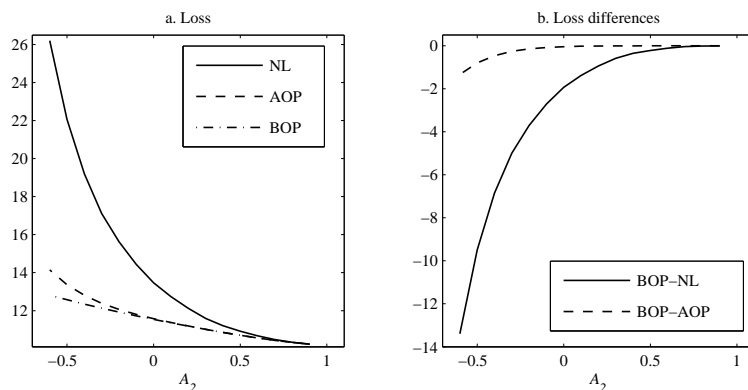 a. Loss
26
24
22
20
18
16
14
12
NL
AOP
BOP
−0.5 0 0.5 1
A2
b. Loss differences
0
−2
−4
−6
−8
−10
−12
−14
BOP−NL
BOP−AOP
−0.5 0 0.5 1
A2